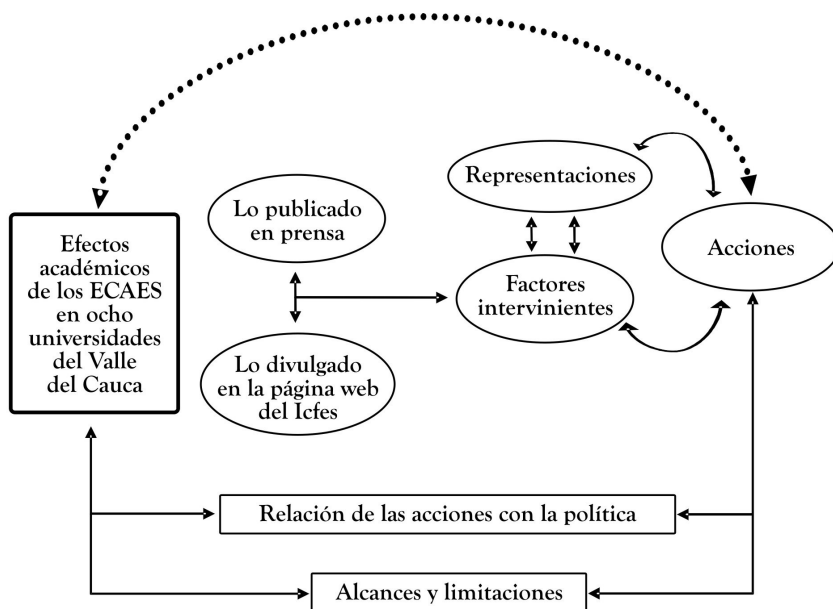 Efectos
académicos
de los ECAES
en ocho
universidades
del Valle
del Cauca
Lo publicado
en prensa
Lo divulgado
en la página web
del Icfes
Representaciones
Factores
intervinientes
Acciones
Relación de las acciones con la política
Alcances y limitaciones